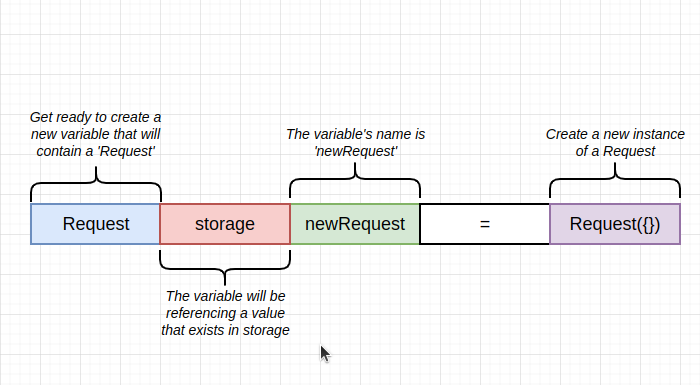 Get ready to create a
new variable that will
contain a 'Request'
The variable's name is
'newRequest'
Create a new instance
of a Request
Request storage newRequest = Request({})
The variable will be
referencing a value
that exists in storage